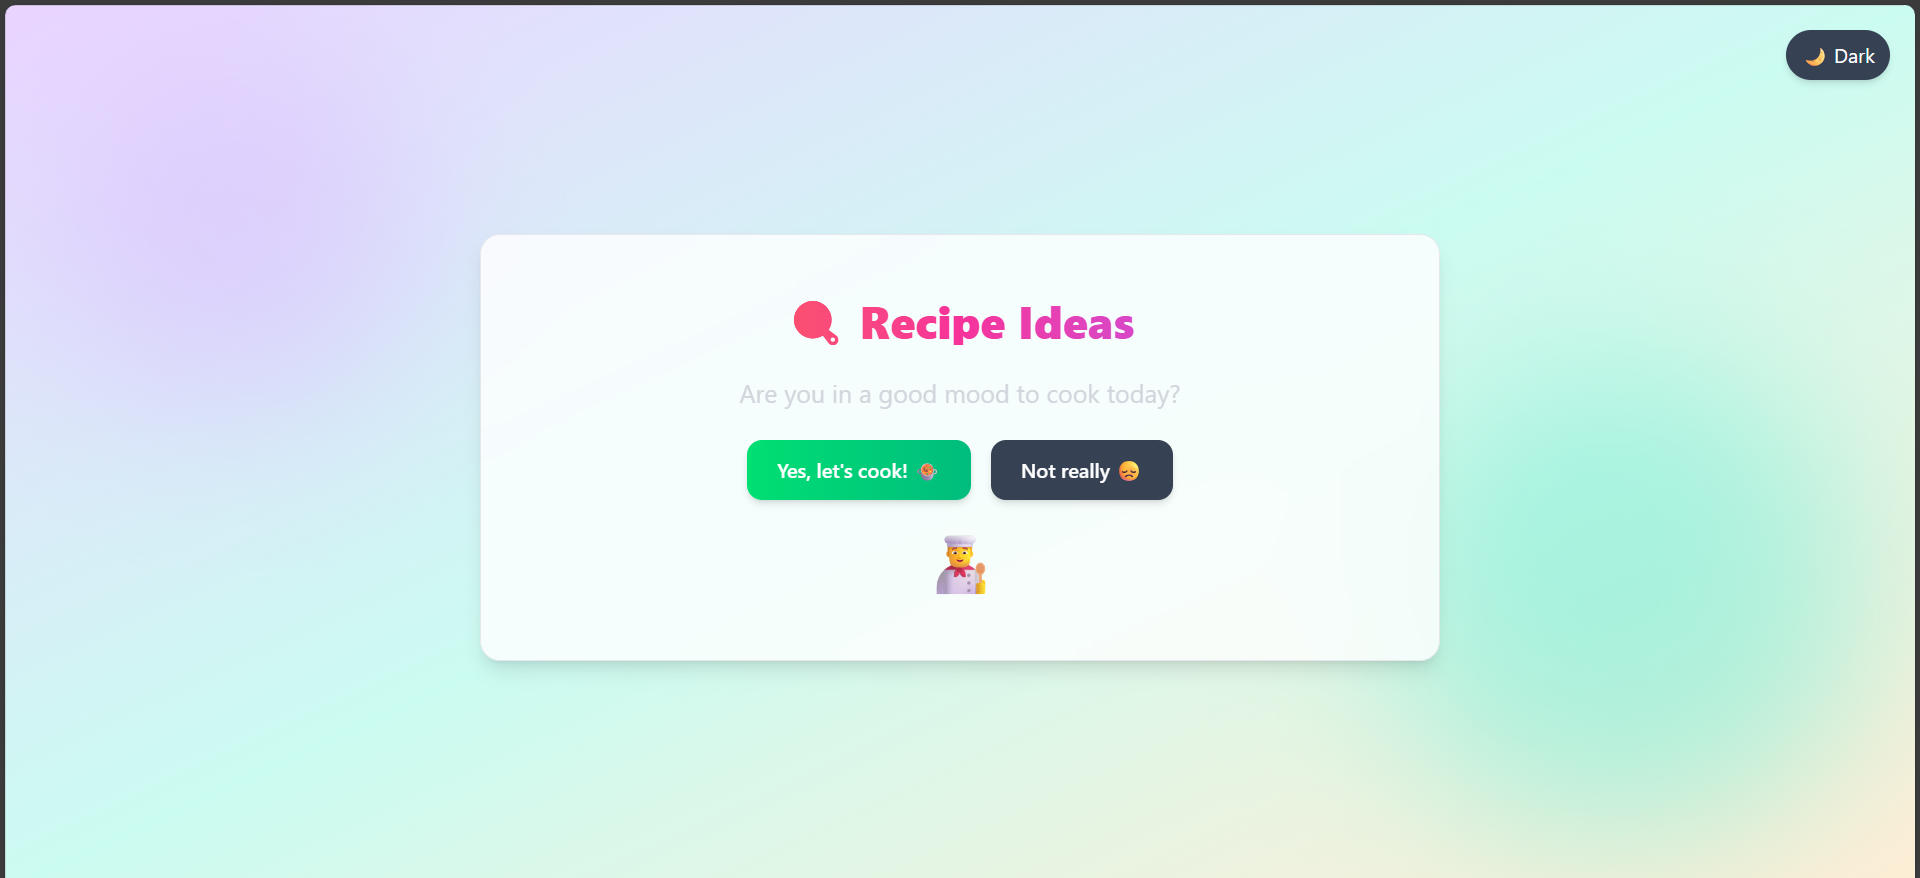 Dark
Recipe Ideas
Are you in a good mood to cook today?
Yes, let's cook!
Not really